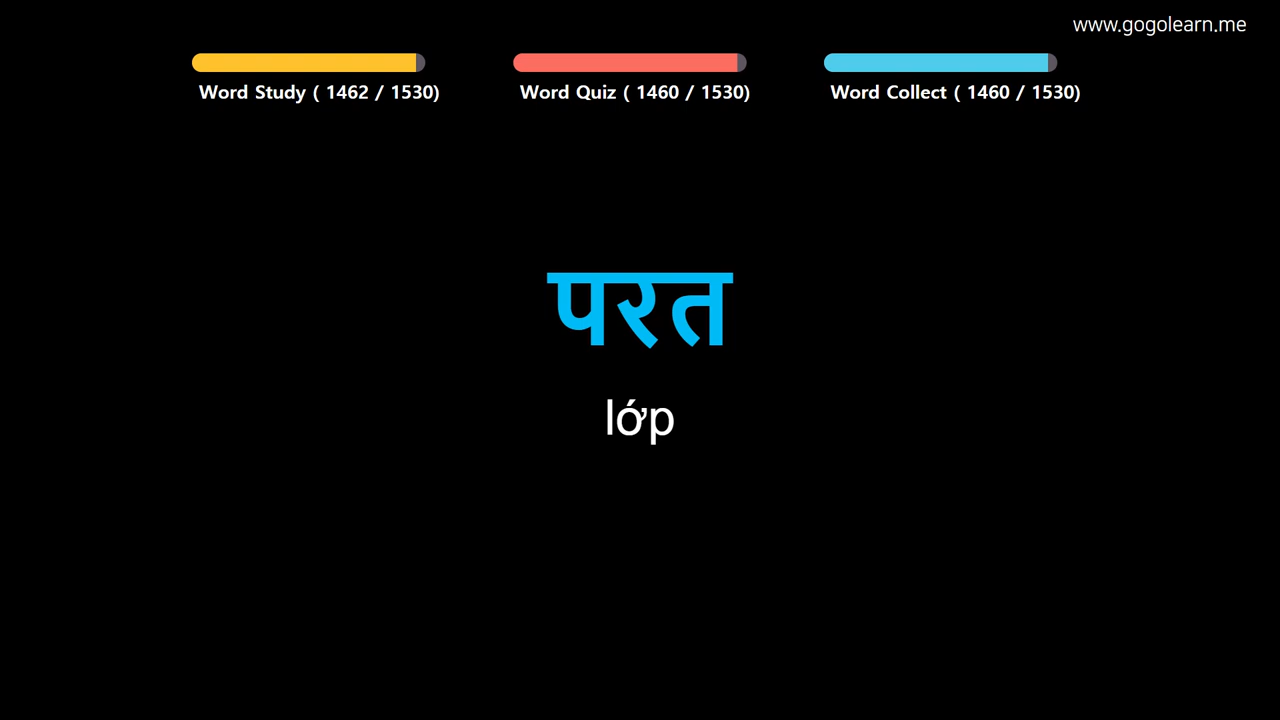 www.gogolearn.me
Word Study ( 1462 / 1530)
Word Quiz ( 1460 / 1530)
Word Collect ( 1460 / 1530)
परत
lớp